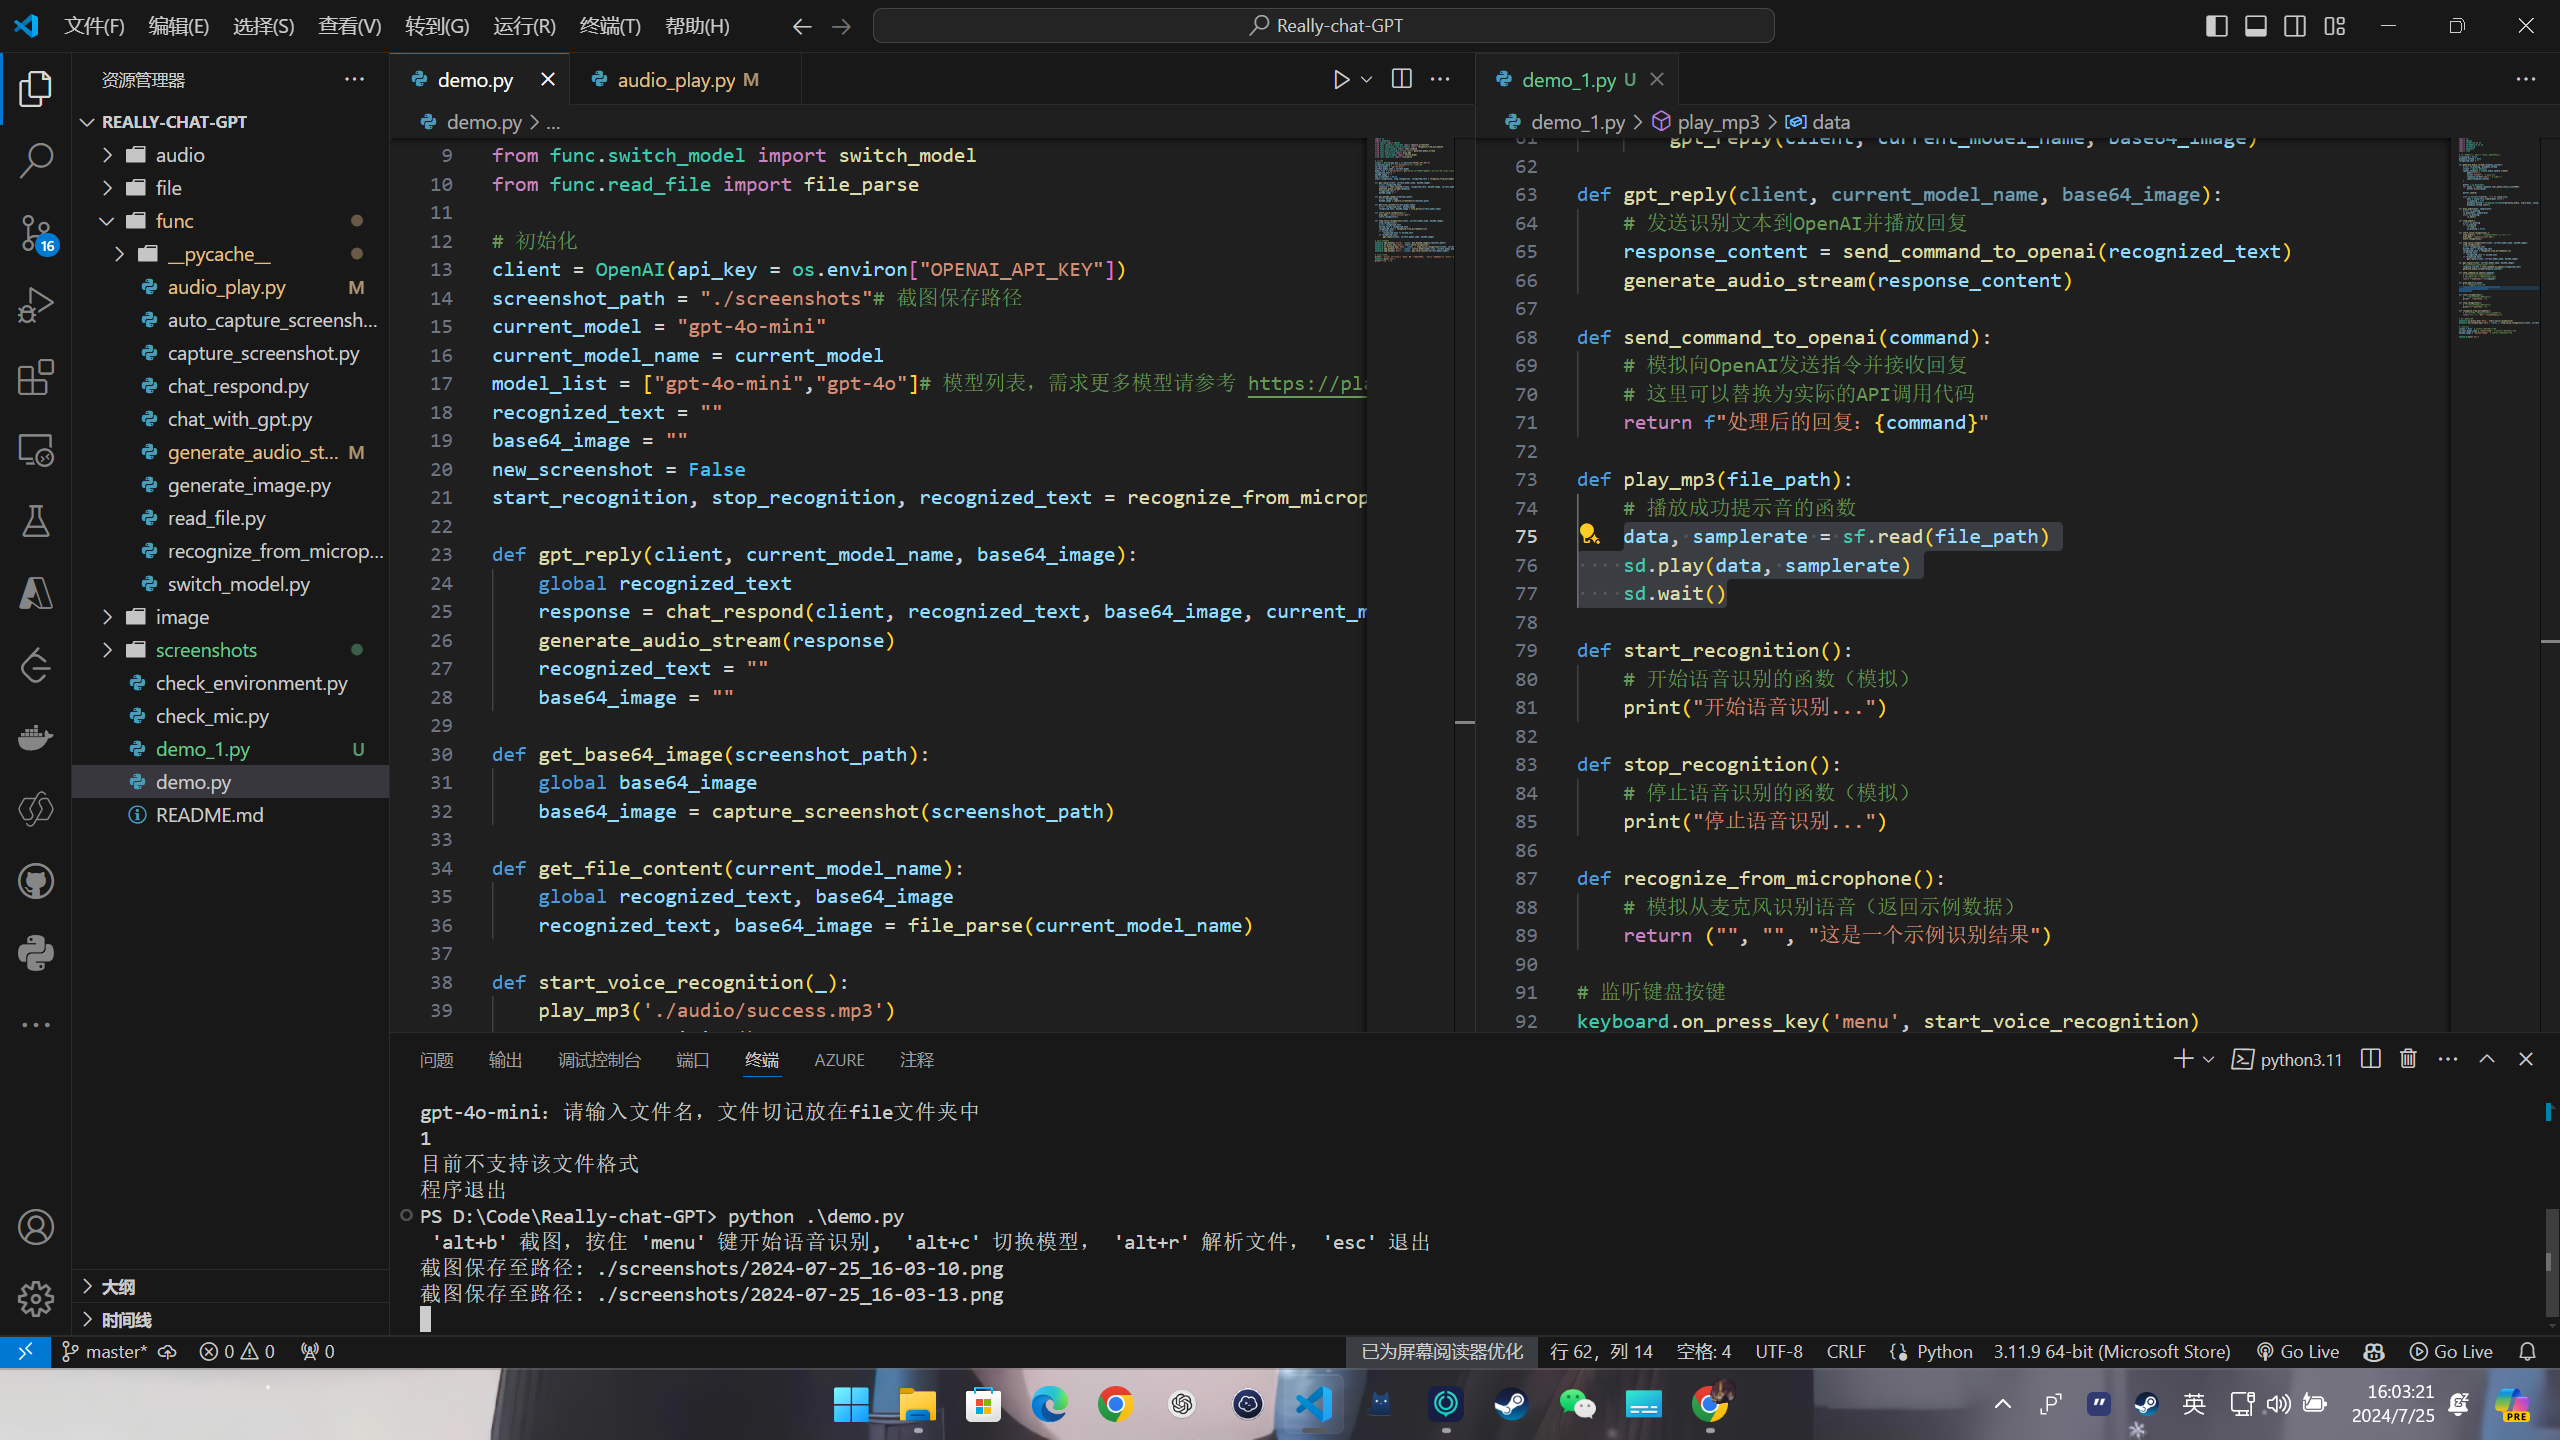 文件(F) 编辑(E) 选择(S) 查看(V) 转到(G) 运行(R) 终端(T) 帮助(H)
Really-chat-GPT
资源管理器
REALLY-CHAT-GPT
audio
file
func
__pycache__
audio_play.py M
auto_capture_screensh...
capture_screenshot.py
chat_respond.py
chat_with_gpt.py
generate_audio_st... M
generate_image.py
read_file.py
recognize_from_microp...
switch_model.py
image
screenshots
check_environment.py
check_mic.py
demo_1.py U
demo.py
README.md
大纲
时间线
16
demo.py
audio_play.py M
demo.py > ...
9 from func.switch_model import switch_model
10 from func.read_file import file_parse
11
12 # 初始化
13 client = OpenAI(api_key = os.environ["OPENAI_API_KEY"])
14 screenshot_path = "./screenshots"# 截图保存路径
15 current_model = "gpt-4o-mini"
16 current_model_name = current_model
17 model_list = ["gpt-4o-mini","gpt-4o"]# 模型列表，需求更多模型请参考 https://pla
18 recognized_text = ""
19 base64_image = ""
20 new_screenshot = False
21 start_recognition, stop_recognition, recognized_text = recognize_from_microp
22
23 def gpt_reply(client, current_model_name, base64_image):
24 global recognized_text
25 response = chat_respond(client, recognized_text, base64_image, current_m
26 generate_audio_stream(response)
27 recognized_text = ""
28 base64_image = ""
29
30 def get_base64_image(screenshot_path):
31 global base64_image
32 base64_image = capture_screenshot(screenshot_path)
33
34 def get_file_content(current_model_name):
35 global recognized_text, base64_image
36 recognized_text, base64_image = file_parse(current_model_name)
37
38 def start_voice_recognition(_):
39 play_mp3('./audio/success.mp3')
demo_1.py U
demo_1.py > play_mp3 > data
61 gpt_reply(client, current_model_name, base64_image)
62
63 def gpt_reply(client, current_model_name, base64_image):
64 # 发送识别文本到OpenAI并播放回复
65 response_content = send_command_to_openai(recognized_text)
66 generate_audio_stream(response_content)
67
68 def send_command_to_openai(command):
69 # 模拟向OpenAI发送指令并接收回复
70 # 这里可以替换为实际的API调用代码
71 return f"处理后的回复：{command}"
72
73 def play_mp3(file_path):
74 # 播放成功提示音的函数
75 data, samplerate = sf.read(file_path)
76 sd.play(data, samplerate)
77 sd.wait()
78
79 def start_recognition():
80 # 开始语音识别的函数（模拟）
81 print("开始语音识别...")
82
83 def stop_recognition():
84 # 停止语音识别的函数（模拟）
85 print("停止语音识别...")
86
87 def recognize_from_microphone():
88 # 模拟从麦克风识别语音（返回示例数据）
89 return ("", "", "这是一个示例识别结果")
90
91 # 监听键盘按键
92 keyboard.on_press_key('menu', start_voice_recognition)
问题 输出 调试控制台 端口 终端 AZURE 注释
python3.11
gpt-4o-mini：请输入文件名，文件切记放在file文件夹中
1
目前不支持该文件格式
程序退出
PS D:\Code\Really-chat-GPT> python .\demo.py
'alt+b' 截图，按住 'menu' 键开始语音识别， 'alt+c' 切换模型， 'alt+r' 解析文件， 'esc' 退出
截图保存至路径：./screenshots/2024-07-25_16-03-10.png
截图保存至路径：./screenshots/2024-07-25_16-03-13.png
master* 0 0 0
已为屏幕阅读器优化 行 62，列 14 空格: 4 UTF-8 CRLF Python 3.11.9 64-bit (Microsoft Store) Go Live Go Live
英
16:03:21
2024/7/25
PRE